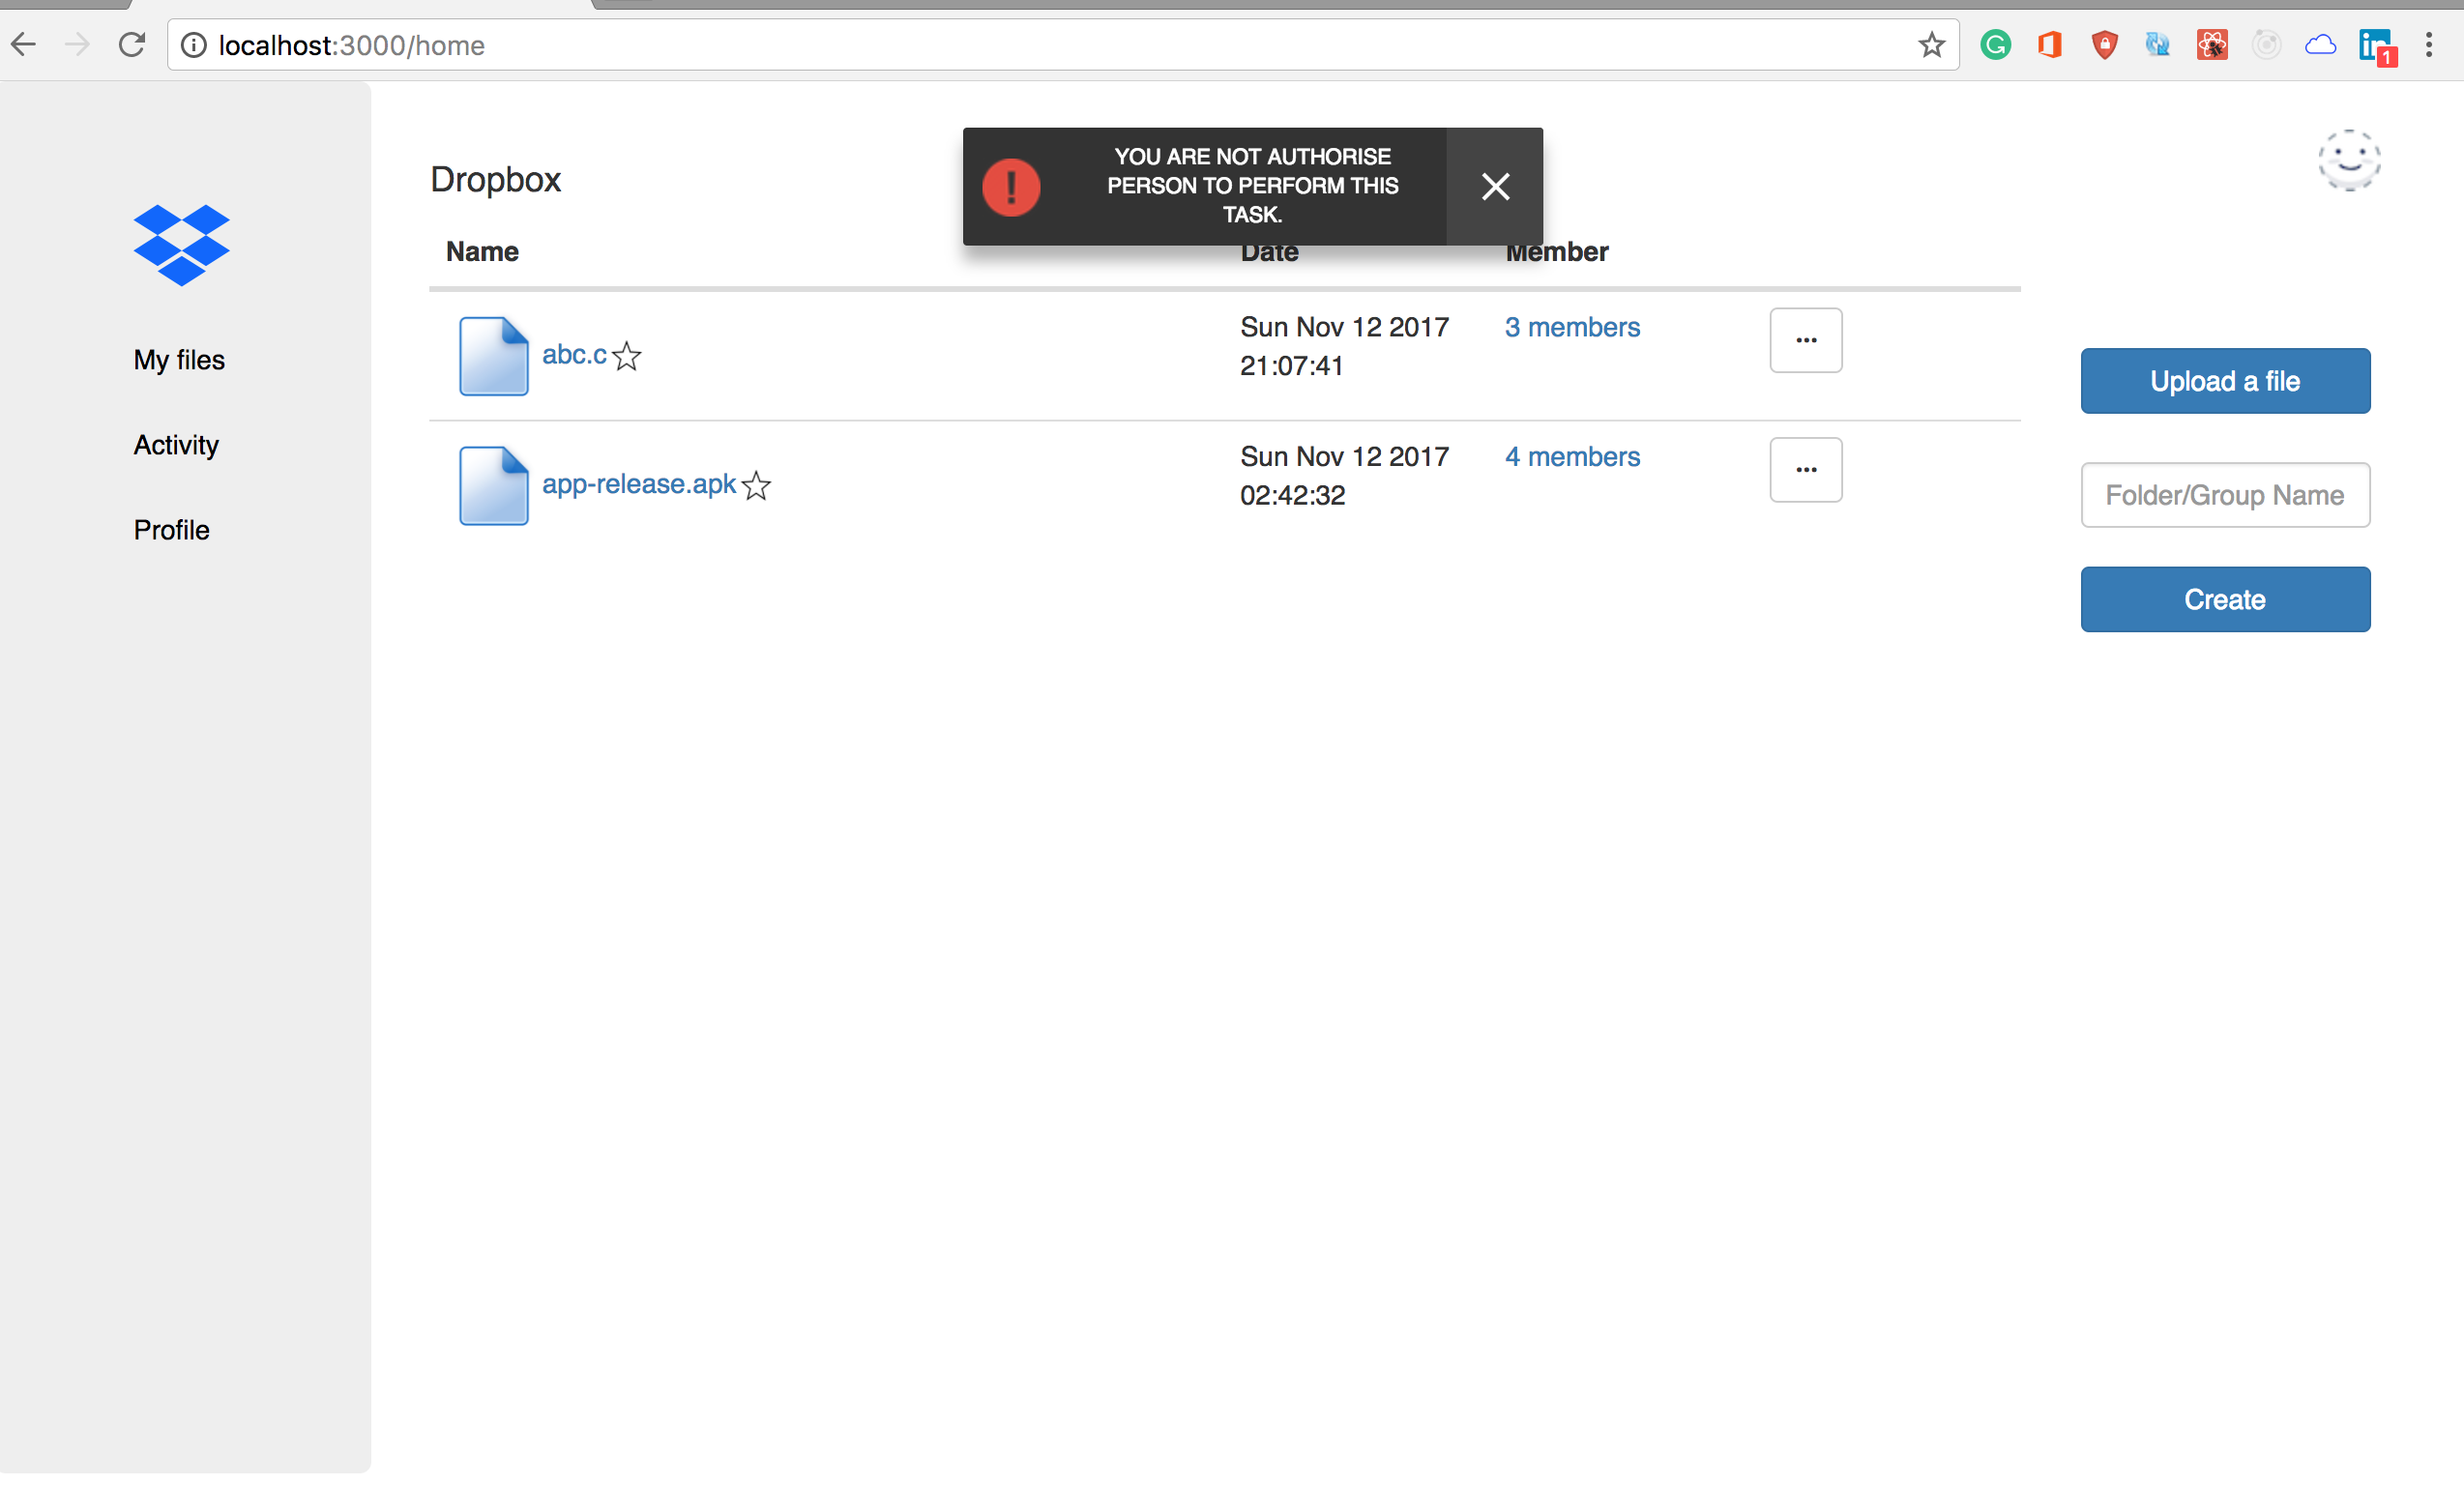 localhost:3000/home
1
YOU ARE NOT AUTHORISE
PERSON TO PERFORM THIS
TASK.
Dropbox
Name Date Member
My files
Activity
Profile
abc.c Sun Nov 12 2017 3 members ...
21:07:41
app-release.apk Sun Nov 12 2017 4 members ...
02:42:32
Upload a file
Folder/Group Name
Create